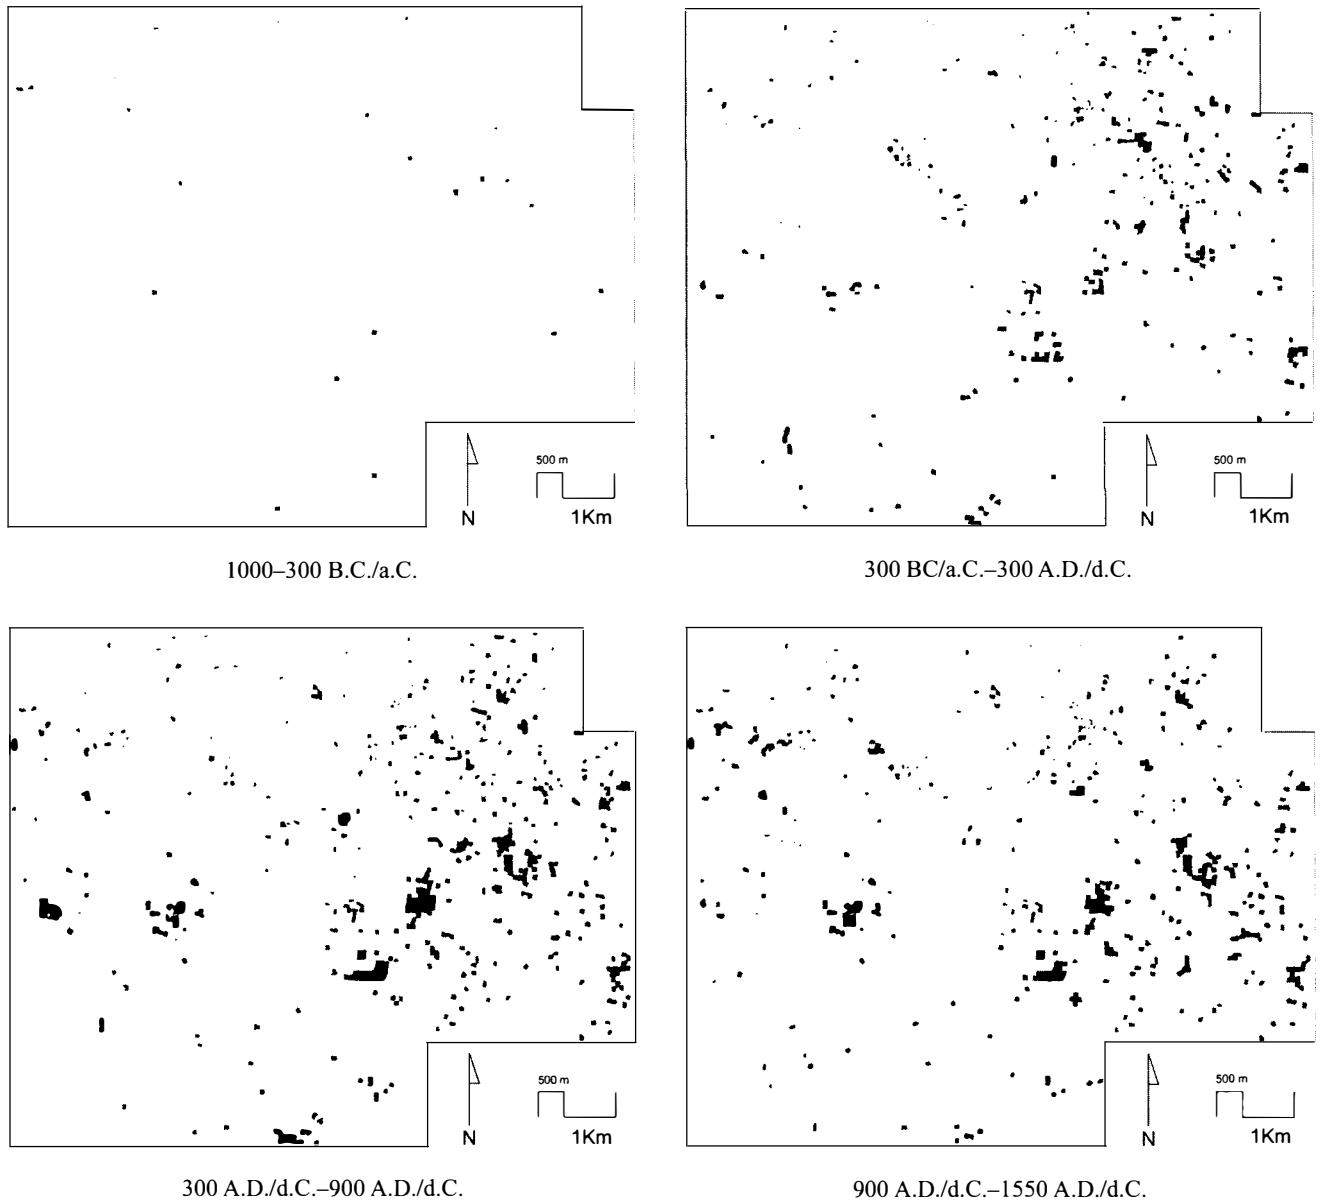 500 m
N
1Km
1000–300 B.C./a.C.
500 m
N
1Km
300 BC/a.C.–300 A.D./d.C.
500 m
N
1Km
300 A.D./d.C.–900 A.D./d.C.
500 m
N
1Km
900 A.D./d.C.–1550 A.D./d.C.